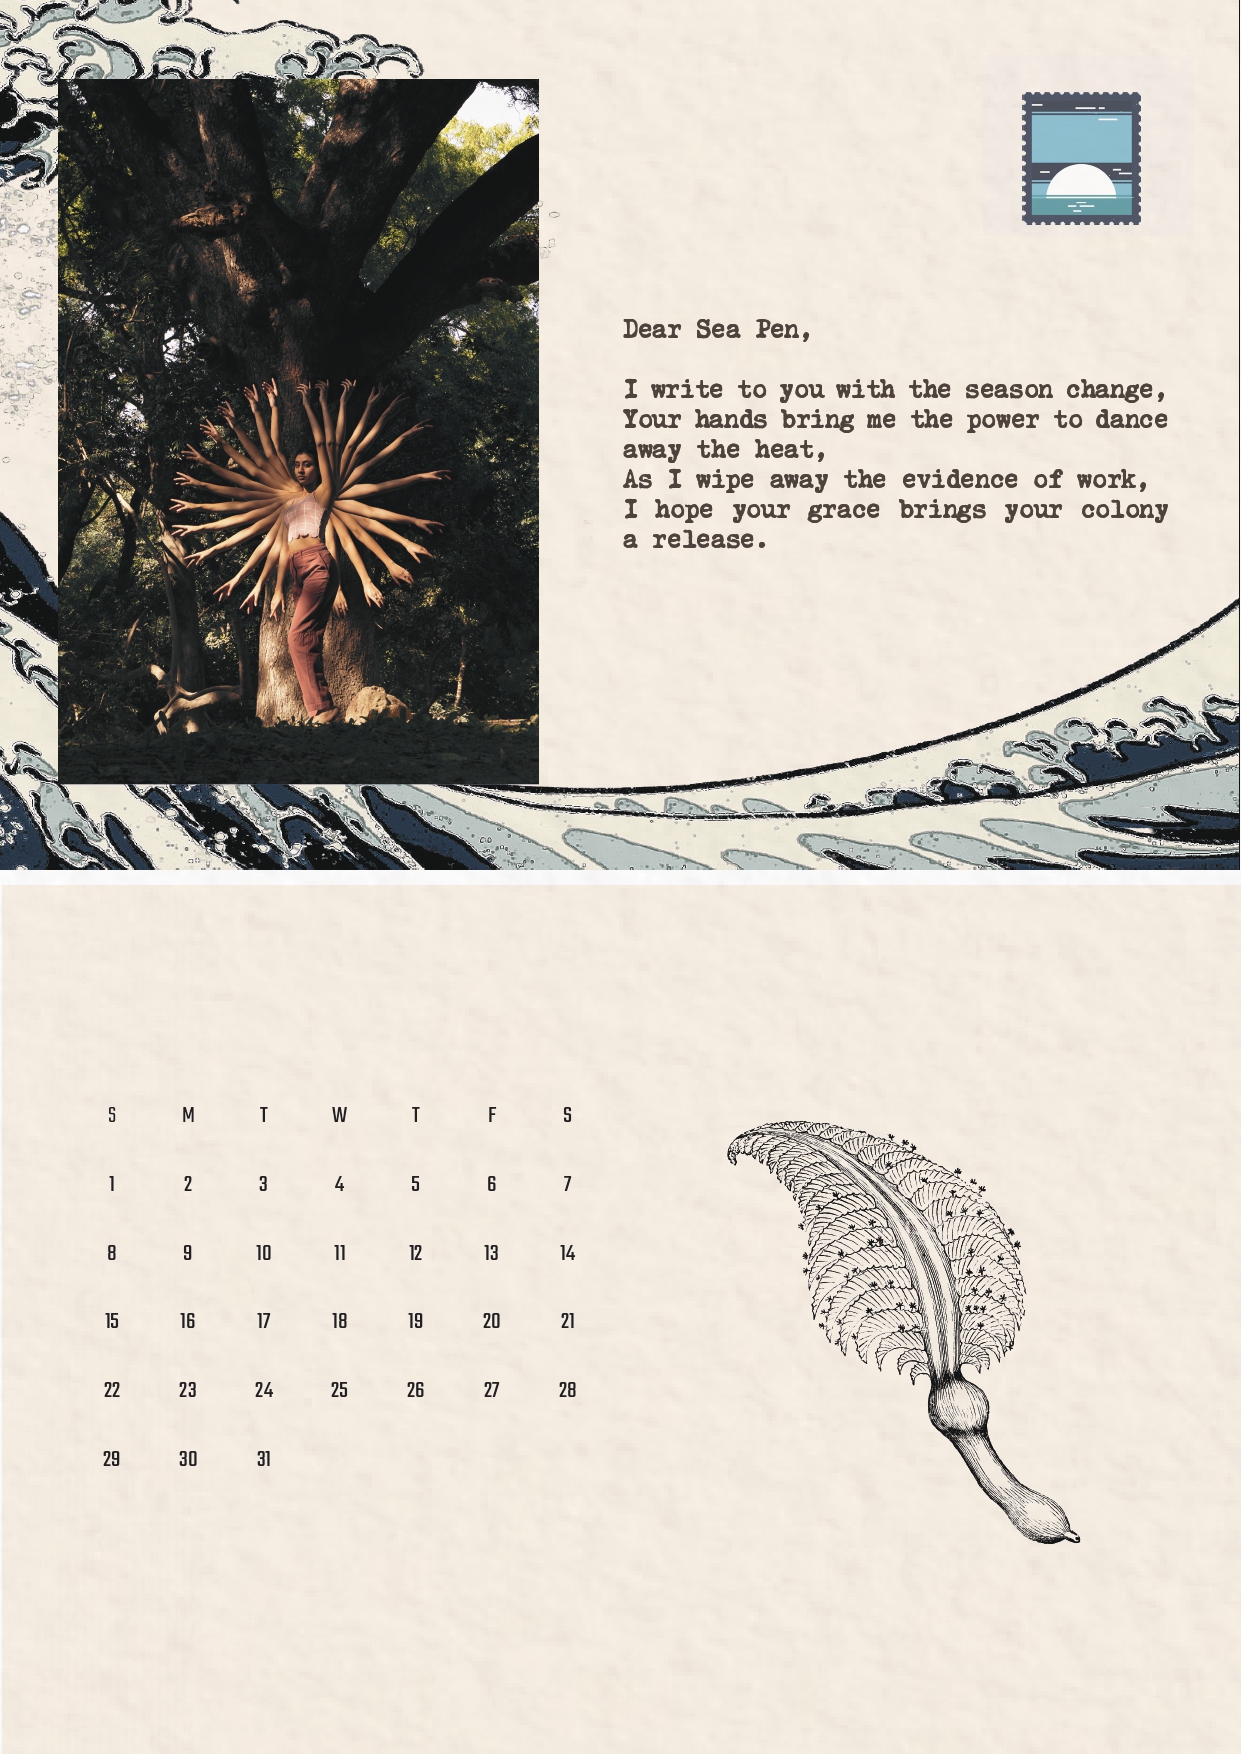 Dear Sea Pen,
I write to you with the season change,
Your hands bring me the power to dance
away the heat,
As I wipe away the evidence of work,
I hope your grace brings your colony
a release.
S M T W T F S
1 2 3 4 5 6 7
8 9 10 11 12 13 14
15 16 17 18 19 20 21
22 23 24 25 26 27 28
29 30 31